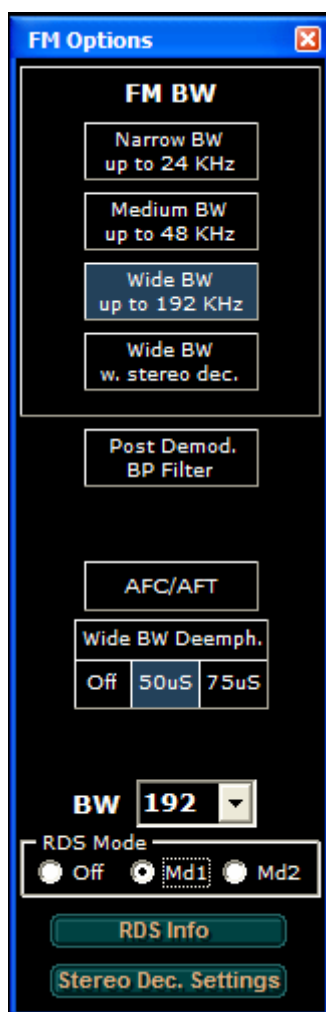 FM Options
FM BW
Narrow BW
up to 24 KHz
Medium BW
up to 48 KHz
Wide BW
up to 192 KHz
Wide BW
w. stereo dec.
Post Demod.
BP Filter
AFC/AFT
Wide BW Deemph.
Off 50uS 75uS
BW 192
RDS Mode
Off Md1 Md2
RDS Info
Stereo Dec. Settings